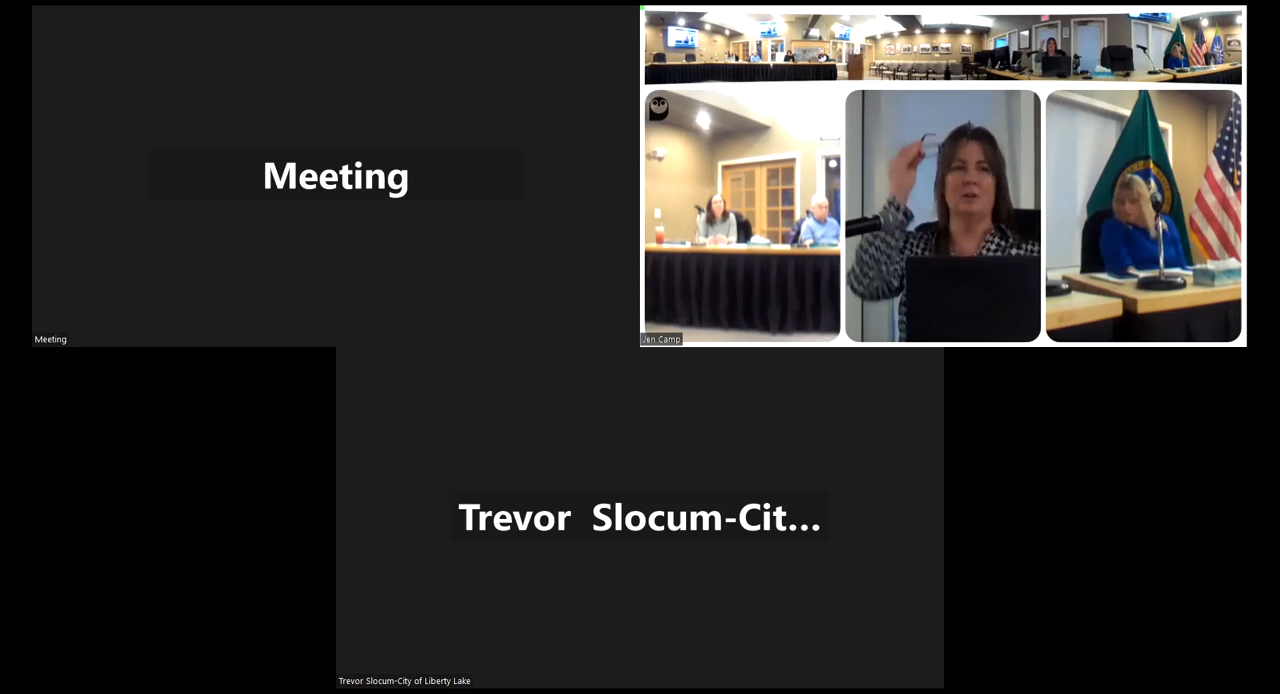 Meeting
Meeting
Jen Camp
Trevor Slocum-Cit...
Trevor Slocum-City of Liberty Lake